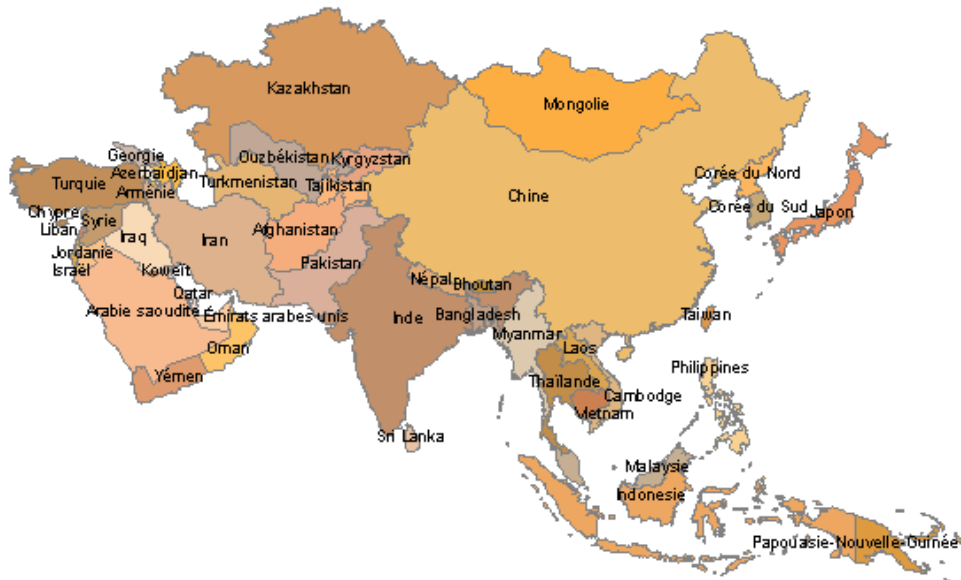 Kazakhstan
Mongolie
Géorgie
Ouzbékistan
Kyrgyzstan
Azerbaïdjan
Turquie
Arménie
Turkmenistan
Tajikistan
Chine
Corée du Nord
Corée du Sud
Japon
Chypre
Syrie
Liban
Iraq
Iran
Afghanistan
Jordanie
Israël
Koweït
Pakistan
Népal
Bhoutan
Qatar
Arabie saoudite
Émirats arabes unis
Inde
Bangladesh
Taiwan
Myanmar
Oman
Laos
Yémen
Thaïlande
Philippines
Cambodge
Vietnam
Sri Lanka
Malaysie
Indonesie
Papouasie-Nouvelle-Guinée